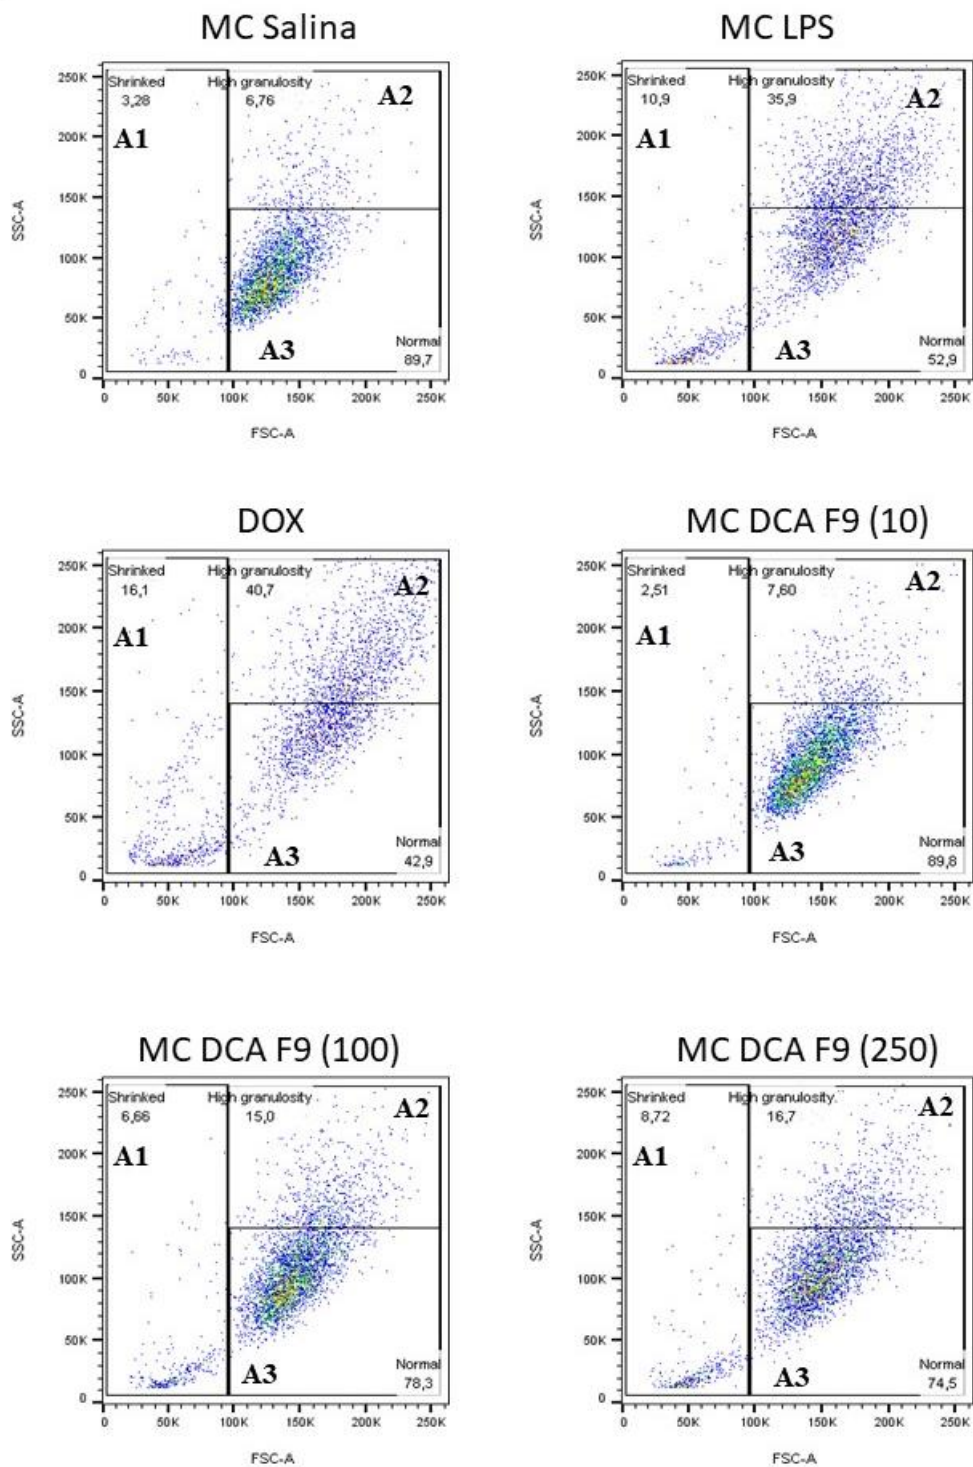 MC Salina
250K
200K
150K
100K
50K
0
SSC-A
Shrinked
3,28
High granulosity
6,76
A1
A2
A3
Normal
89,7
0 50K 100K 150K 200K 250K
FSC-A
MC LPS
250K
200K
150K
100K
50K
0
SSC-A
Shrinked
10,9
High granulosity
35,9
A1
A2
A3
Normal
52,9
0 50K 100K 150K 200K 250K
FSC-A
DOX
250K
200K
150K
100K
50K
0
SSC-A
Shrinked
16,1
High granulosity
40,7
A1
A2
A3
Normal
42,9
0 50K 100K 150K 200K 250K
FSC-A
MC DCA F9 (10)
250K
200K
150K
100K
50K
0
SSC-A
Shrinked
2,51
High granulosity
7,60
A1
A2
A3
Normal
89,8
0 50K 100K 150K 200K 250K
FSC-A
MC DCA F9 (100)
250K
200K
150K
100K
50K
0
SSC-A
Shrinked
6,66
High granulosity
15,0
A1
A2
A3
Normal
78,3
0 50K 100K 150K 200K 250K
FSC-A
MC DCA F9 (250)
250K
200K
150K
100K
50K
0
SSC-A
Shrinked
8,72
High granulosity
16,7
A1
A2
A3
Normal
74,5
0 50K 100K 150K 200K 250K
FSC-A